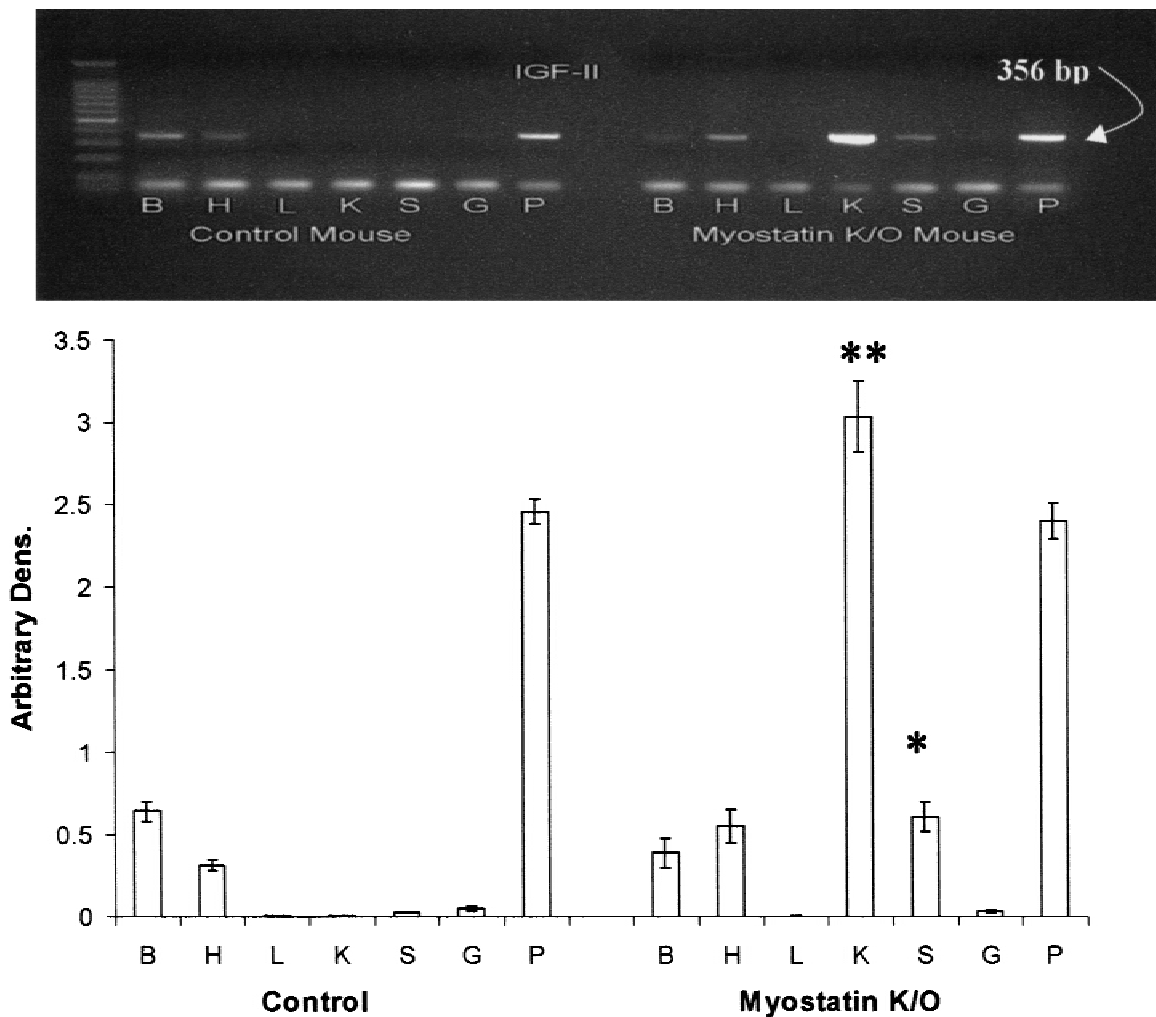 IGF-II
356 bp
B H L K S G P B H L K S G P
Control Mouse Myostatin K/O Mouse
3.5
**
3
2.5
2
1.5
Arbitrary Dens.
1
*
0.5
0
B H L K S G P B H L K S G P
Control Myostatin K/O